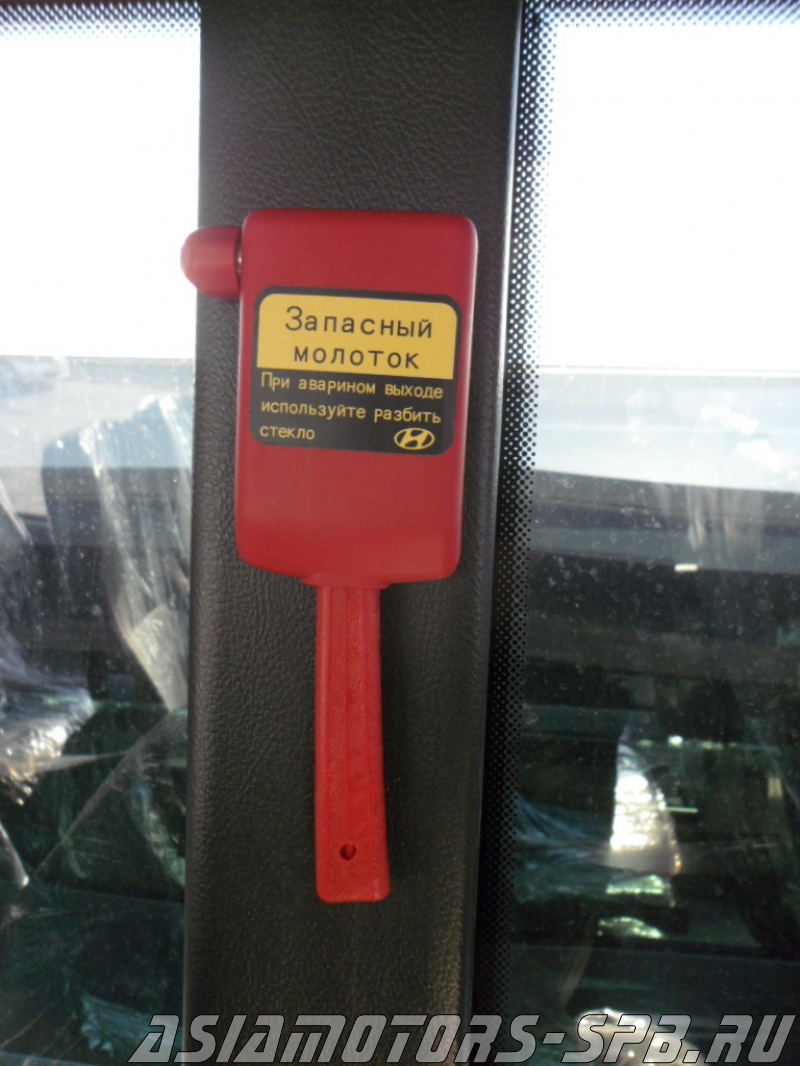 Запасный
молоток
При аварином выходе
используйте разбить
стекло
ASIAMOTORS-SPB.RU